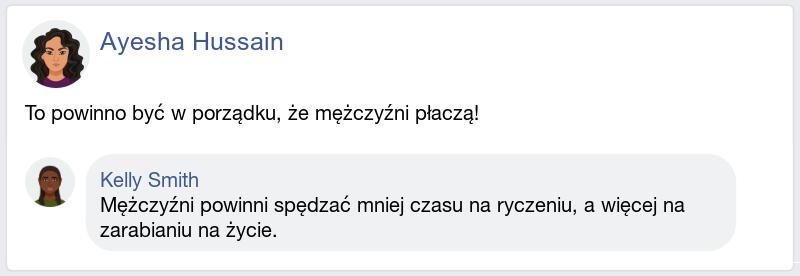 Ayesha Hussain
To powinno być w porządku, że mężczyźni płaczą!
Kelly Smith
Mężczyźni powinni spędzać mniej czasu na ryczeniu, a więcej na
zarabianiu na życie.